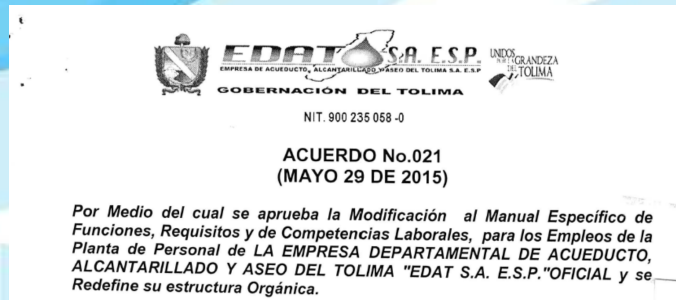 EDAT S.A. E.S.P.
EMPRESA DE ACUEDUCTO, ALCANTARILLADO Y ASEO DEL TOLIMA S.A. E.S.P
GOBERNACIÓN DEL TOLIMA
UNIDOS
POR LA GRANDEZA
DEL TOLIMA
NIT. 900 235 058 -0
ACUERDO No.021
(MAYO 29 DE 2015)
Por Medio del cual se aprueba la Modificación al Manual Específico de
Funciones, Requisitos y de Competencias Laborales, para los Empleos de la
Planta de Personal de LA EMPRESA DEPARTAMENTAL DE ACUEDUCTO,
ALCANTARILLADO Y ASEO DEL TOLIMA "EDAT S.A. E.S.P."OFICIAL y se
Redefine su estructura Orgánica.